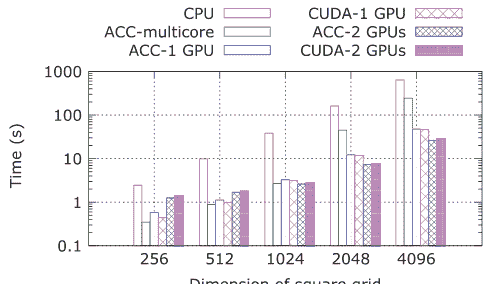 CPU
ACC-multicore
ACC-1 GPU
CUDA-1 GPU
ACC-2 GPUs
CUDA-2 GPUs
1000
100
10
1
0.1
Time (s)
256 512 1024 2048 4096
Dimension of square grid